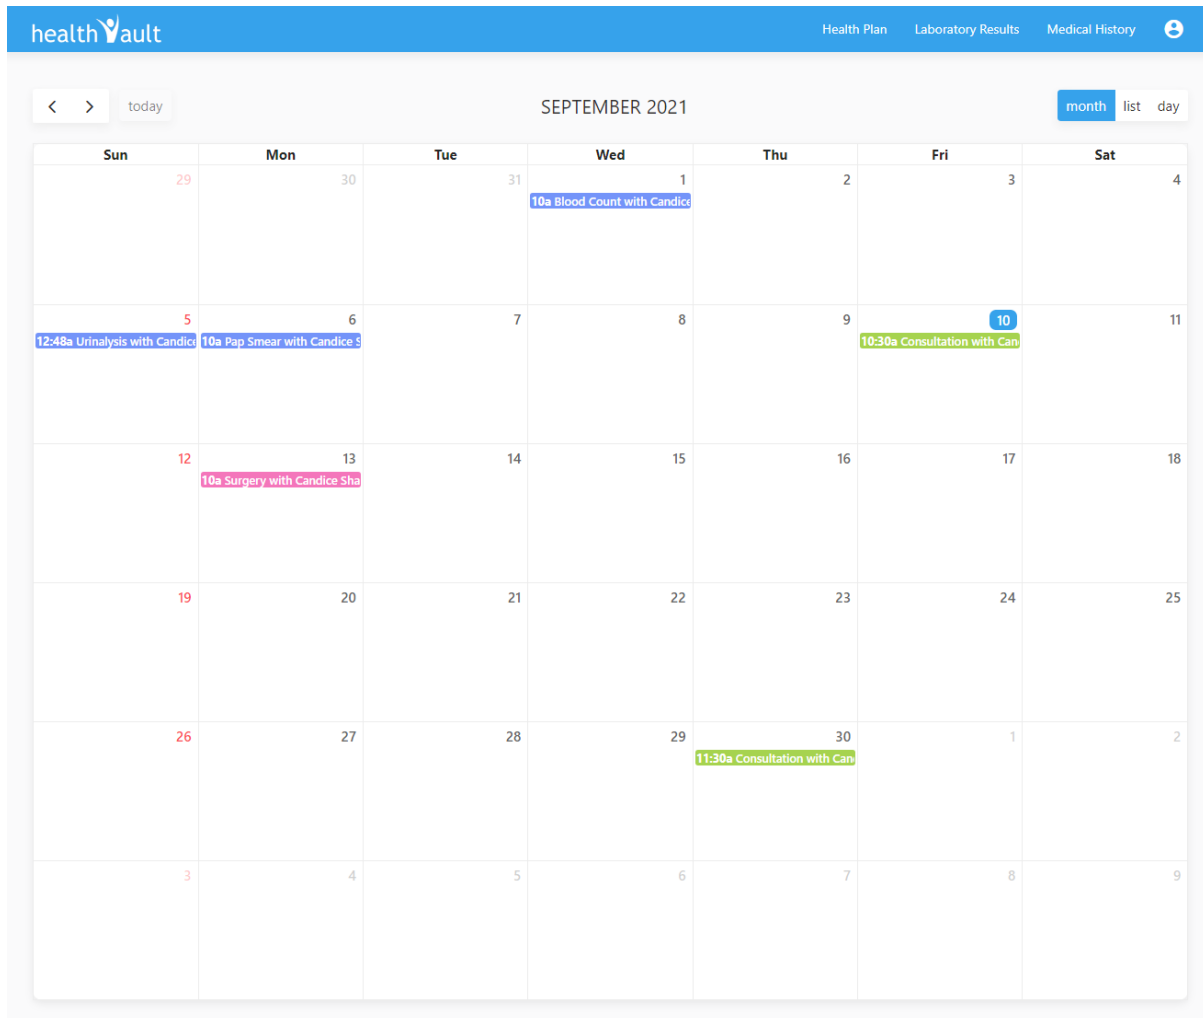 healthVault Health Plan Laboratory Results Medical History
today SEPTEMBER 2021 month list day
Sun Mon Tue Wed Thu Fri Sat
29 30 31 1 2 3 4
10a Blood Count with Candice
5 6 7 8 9 10 11
12:48a Urinalysis with Candice 10a Pap Smear with Candice S 10:30a Consultation with Can
12 13 14 15 16 17 18
10a Surgery with Candice Sha
19 20 21 22 23 24 25
26 27 28 29 30 1 2
11:30a Consultation with Can
3 4 5 6 7 8 9